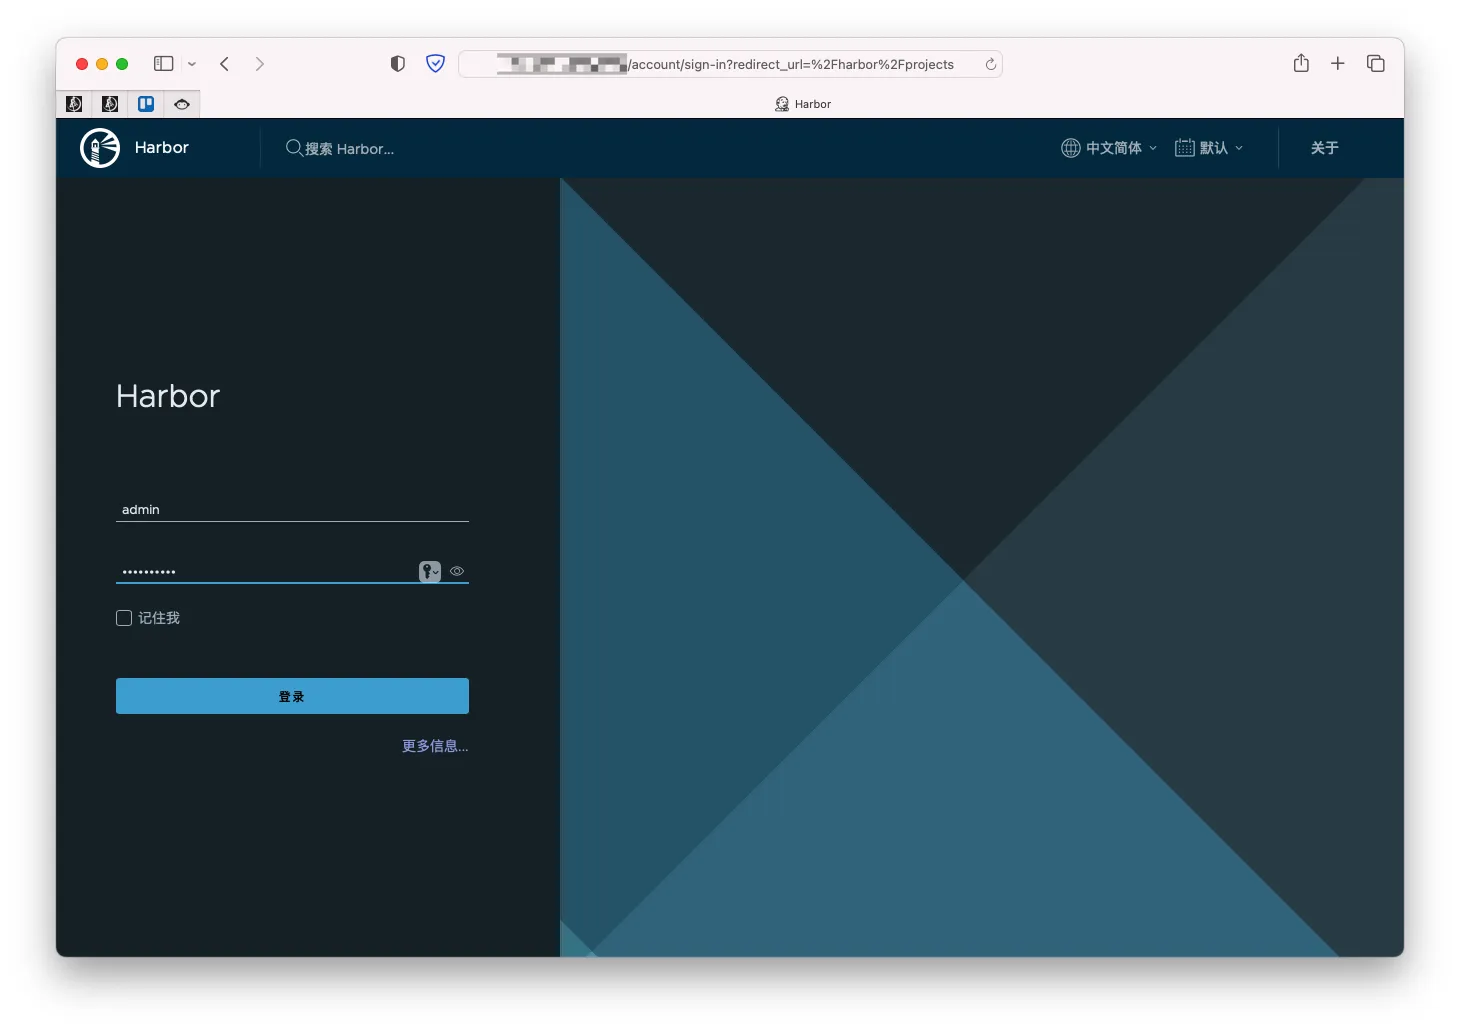 /account/sign-in?redirect_url=%2Fharbor%2Fprojects
Harbor
Harbor
搜索 Harbor...
中文简体
默认
关于
Harbor
admin
••••••••••
记住我
登录
更多信息...